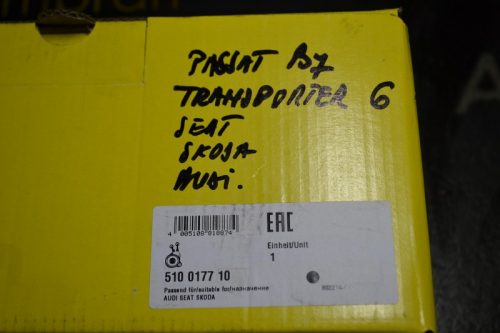 PASSAT B7
TRANSPORTER 6
SEAT
SKODA
AUDI.
EAC
4 005108 810874
Einheit/Unit
1
510 0177 10
Passend für/suitable for/назначение
AUDI SEAT SKODA